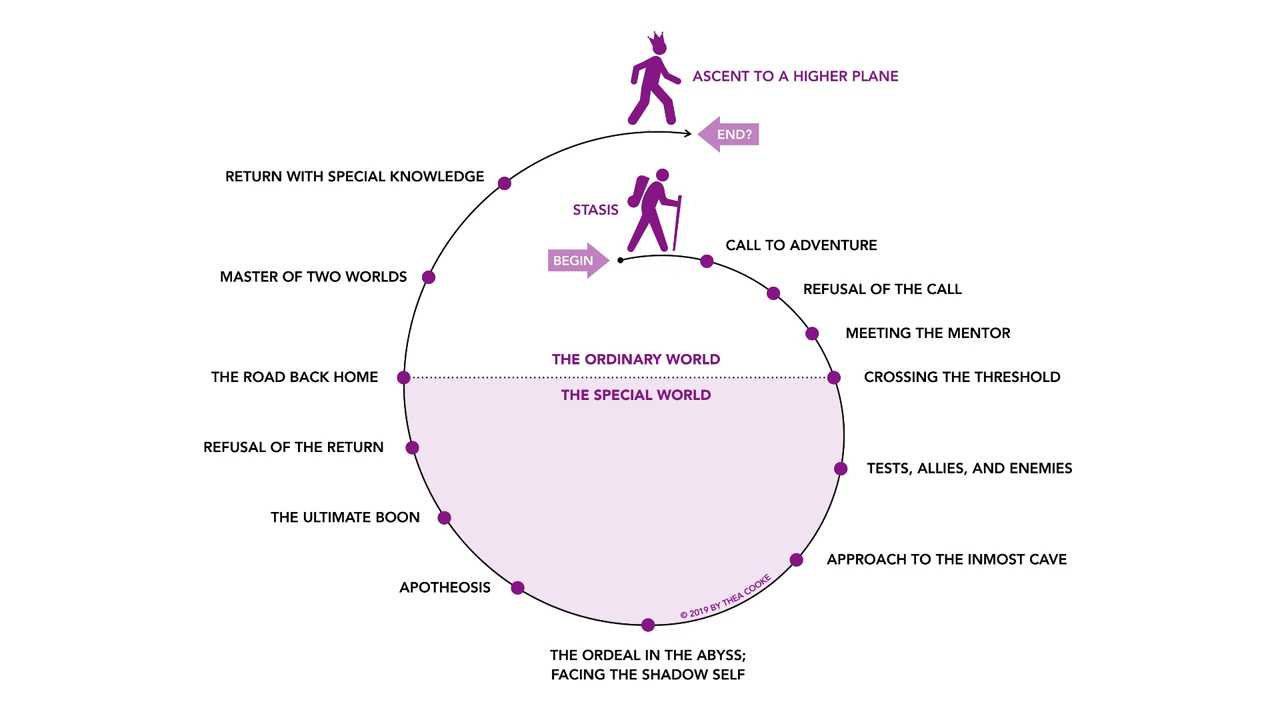 ASCENT TO A HIGHER PLANE
END?
RETURN WITH SPECIAL KNOWLEDGE
STASIS
BEGIN
CALL TO ADVENTURE
MASTER OF TWO WORLDS
REFUSAL OF THE CALL
MEETING THE MENTOR
THE ORDINARY WORLD
THE ROAD BACK HOME
CROSSING THE THRESHOLD
THE SPECIAL WORLD
REFUSAL OF THE RETURN
TESTS, ALLIES, AND ENEMIES
THE ULTIMATE BOON
APPROACH TO THE INMOST CAVE
APOTHEOSIS
© 2019 BY THEA COOKE
THE ORDEAL IN THE ABYSS;
FACING THE SHADOW SELF